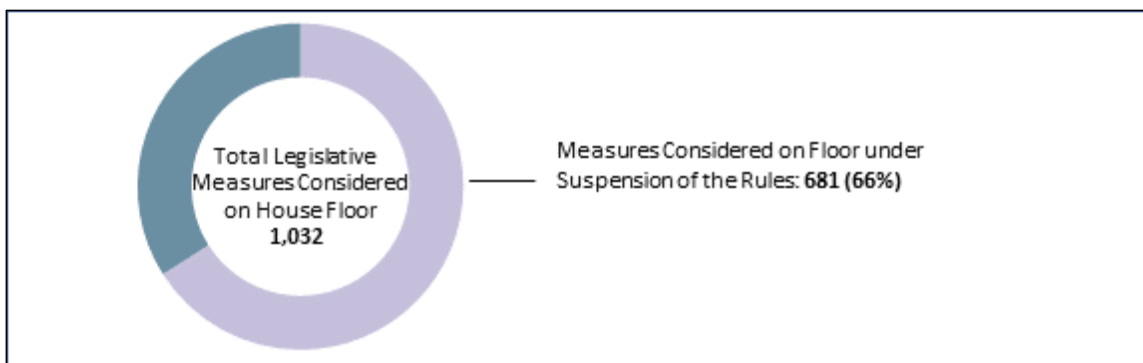 Total Legislative
Measures Considered
on House Floor
1,032
Measures Considered on Floor under
Suspension of the Rules: 681 (66%)